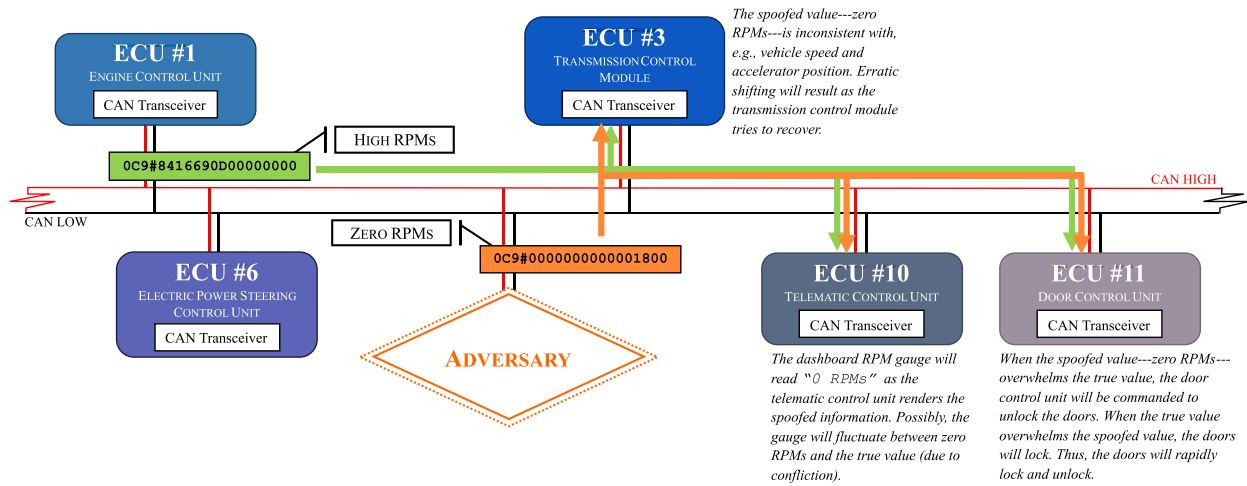 ECU #1
ENGINE CONTROL UNIT
CAN Transceiver
ECU #3
TRANSMISSION CONTROL
MODULE
CAN Transceiver
The spoofed value---zero
RPMs---is inconsistent with,
e.g., vehicle speed and
accelerator position. Erratic
shifting will result as the
transmission control module
tries to recover.
HIGH RPMS
0C9#8416690D00000000
CAN HIGH
CAN LOW
ZERO RPMS
0C9#0000000000001800
ECU #6
ELECTRIC POWER STEERING
CONTROL UNIT
CAN Transceiver
ADVERSARY
ECU #10
TELEMATIC CONTROL UNIT
CAN Transceiver
ECU #11
DOOR CONTROL UNIT
CAN Transceiver
The dashboard RPM gauge will
read “0 RPMs” as the
telematic control unit renders the
spoofed information. Possibly, the
gauge will fluctuate between zero
RPMs and the true value (due to
confliction).
When the spoofed value---zero RPMs---
overwhelms the true value, the door
control unit will be commanded to
unlock the doors. When the true value
overwhelms the spoofed value, the doors
will lock. Thus, the doors will rapidly
lock and unlock.